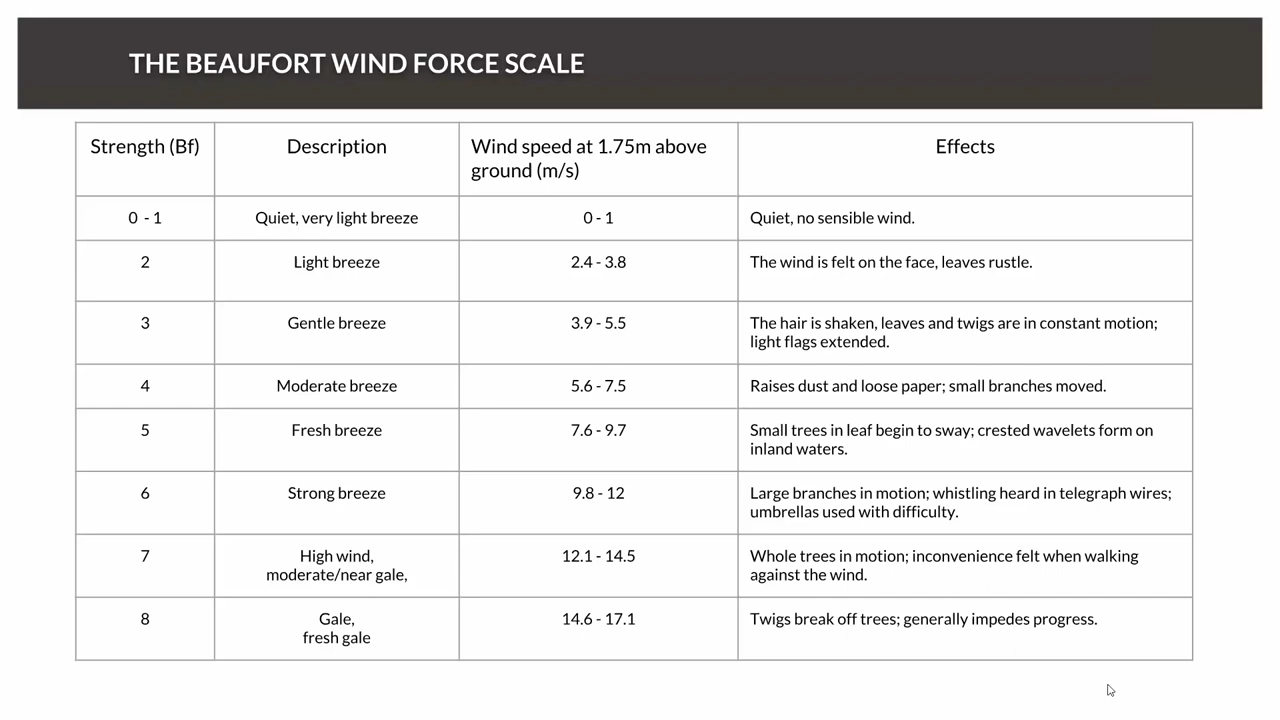 THE BEAUFORT WIND FORCE SCALE
Strength (Bf)
Description
Wind speed at 1.75m above
ground (m/s)
Effects
0 - 1
Quiet, very light breeze
0 - 1
Quiet, no sensible wind.
2
Light breeze
2.4 - 3.8
The wind is felt on the face, leaves rustle.
3
Gentle breeze
3.9 - 5.5
The hair is shaken, leaves and twigs are in constant motion;
light flags extended.
4
Moderate breeze
5.6 - 7.5
Raises dust and loose paper; small branches moved.
5
Fresh breeze
7.6 - 9.7
Small trees in leaf begin to sway; crested wavelets form on
inland waters.
6
Strong breeze
9.8 - 12
Large branches in motion; whistling heard in telegraph wires;
umbrellas used with difficulty.
7
High wind,
moderate/near gale,
12.1 - 14.5
Whole trees in motion; inconvenience felt when walking
against the wind.
8
Gale,
fresh gale
14.6 - 17.1
Twigs break off trees; generally impedes progress.